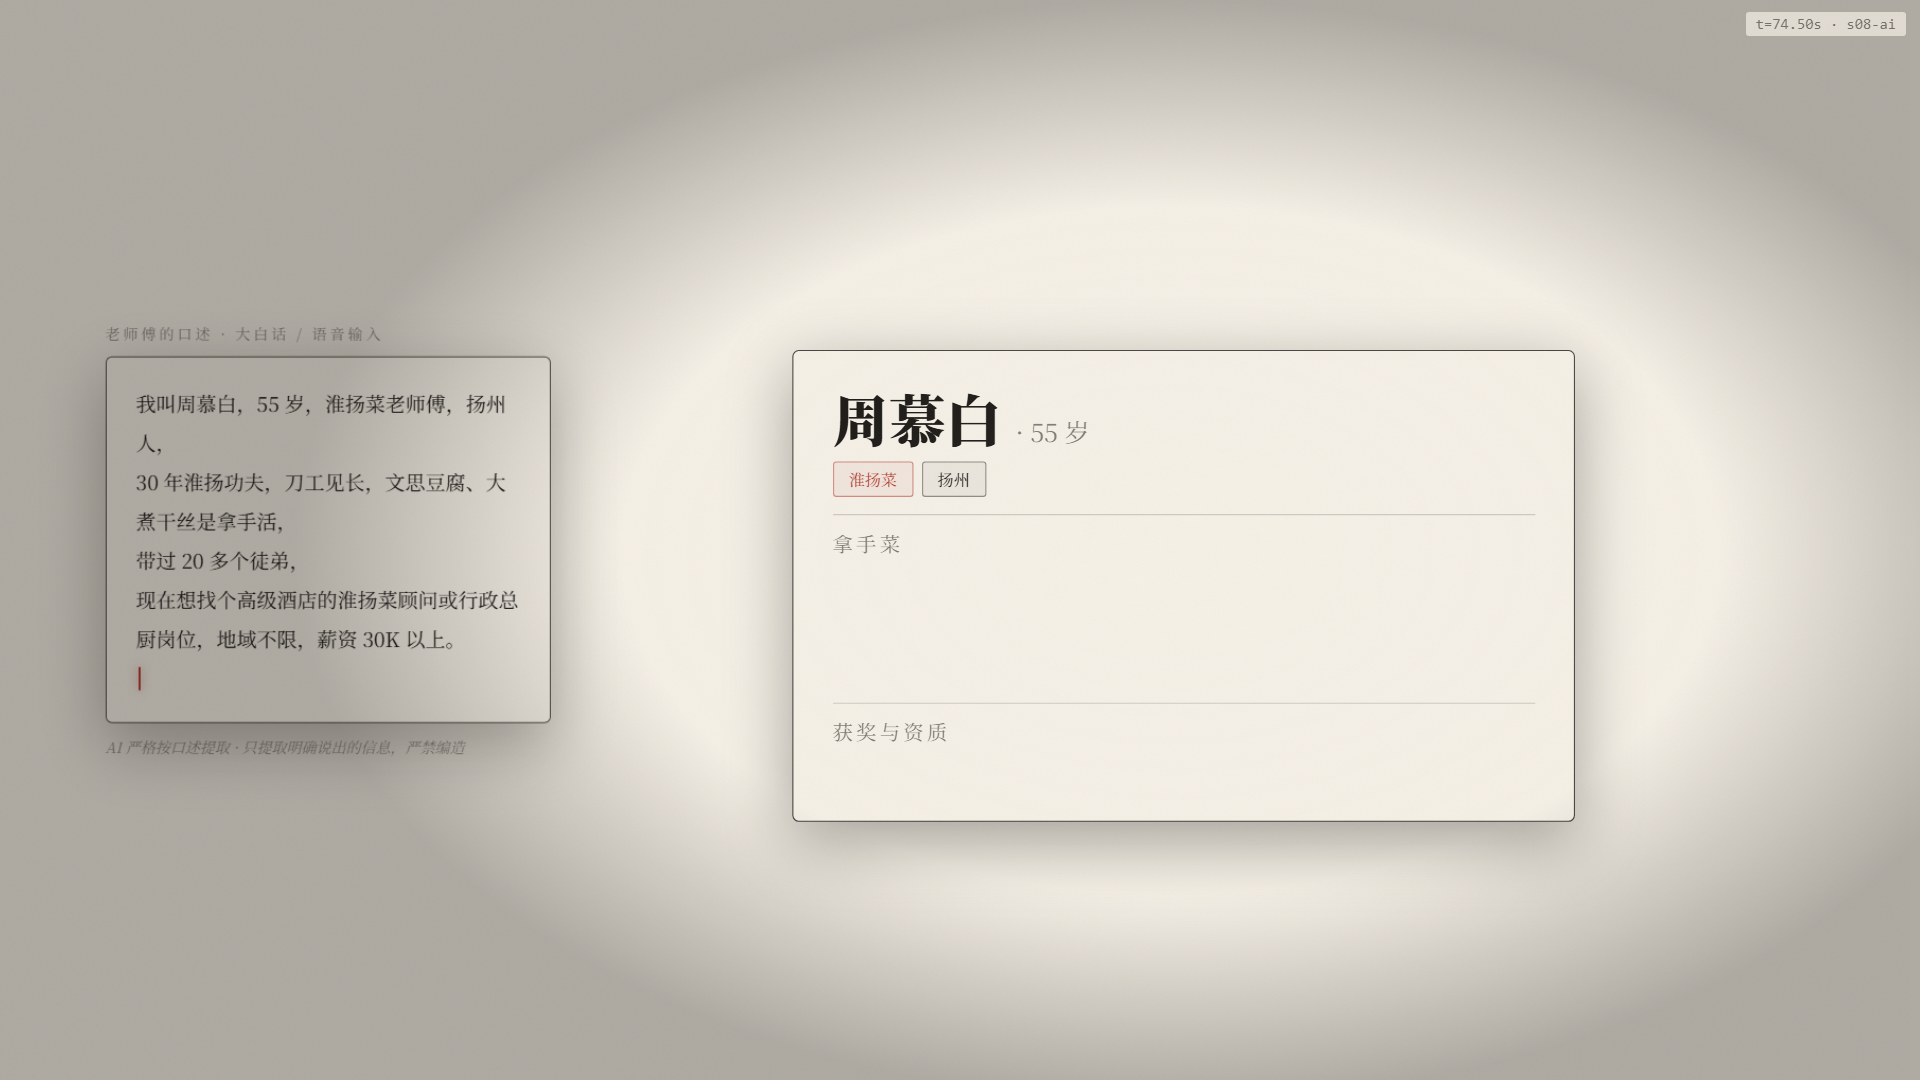 t=74.50s · s08-ai
老师傅的口述 · 大白话 / 语音输入
我叫周慕白，55 岁，淮扬菜老师傅，扬州
人，
30 年淮扬功夫，刀工见长，文思豆腐、大
煮干丝是拿手活，
带过 20 多个徒弟，
现在想找个高级酒店的淮扬菜顾问或行政总
厨岗位，地域不限，薪资 30K 以上。
AI 严格按口述提取 · 只提取明确说出的信息，严禁编造
周慕白 · 55 岁
淮扬菜 扬州
拿手菜
获奖与资质